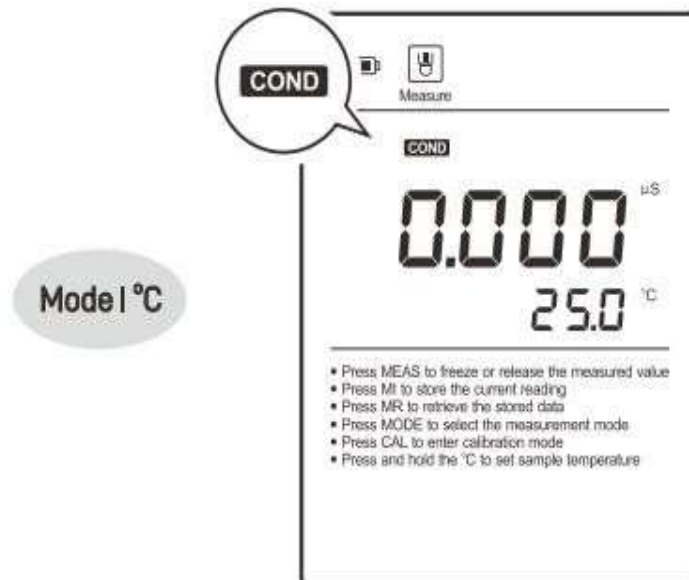 COND
Measure
COND
0.000 µS
25.0 °C
Mode | °C
• Press MEAS to freeze or release the measured value
• Press MI to store the current reading
• Press MR to retrieve the stored data
• Press MODE to select the measurement mode
• Press CAL to enter calibration mode
• Press and hold the °C to set sample temperature